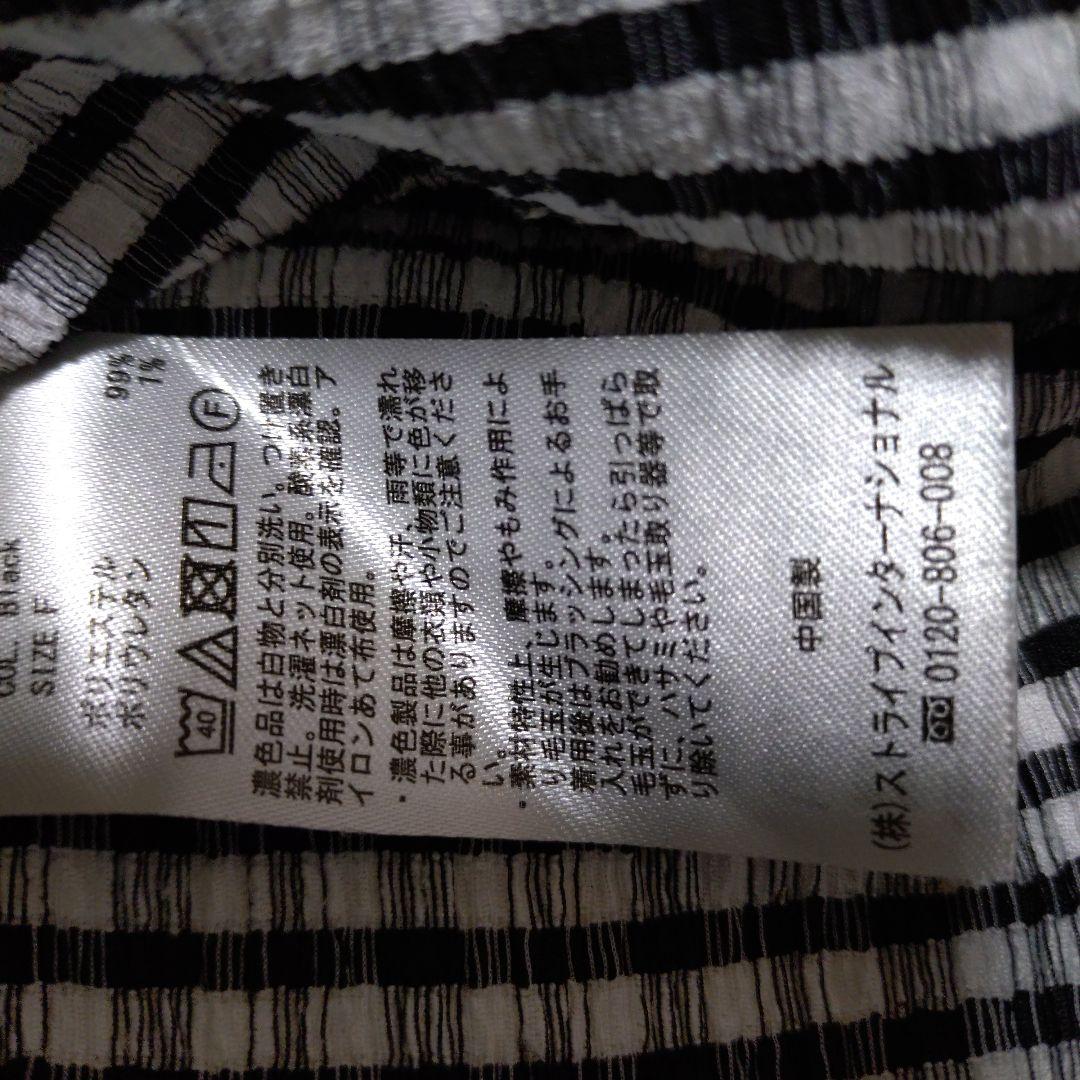 COL. Black
SIZE F
ポリエステル 99%
ポリウレタン 1%
40 F
濃色品は白物と分別洗い。つけ置き
禁止。洗濯ネット使用。酸素系漂白
剤使用時は漂白剤の表示を確認。ア
イロンあて布使用。
・濃色製品は摩擦や汗、雨等で濡れ
た際に他の衣類や小物類に色が移
る事がありますのでご注意くださ
い。
・素材特性上、摩擦やもみ作用によ
り毛玉が生じます。
着用後はブラッシングによるお手
入れをお勧めします。
毛玉ができてしまったら引っぱら
ずに、ハサミや毛玉取り器等で取
り除いてください。
中国製
(株)ストライプインターナショナル
0120-806-008